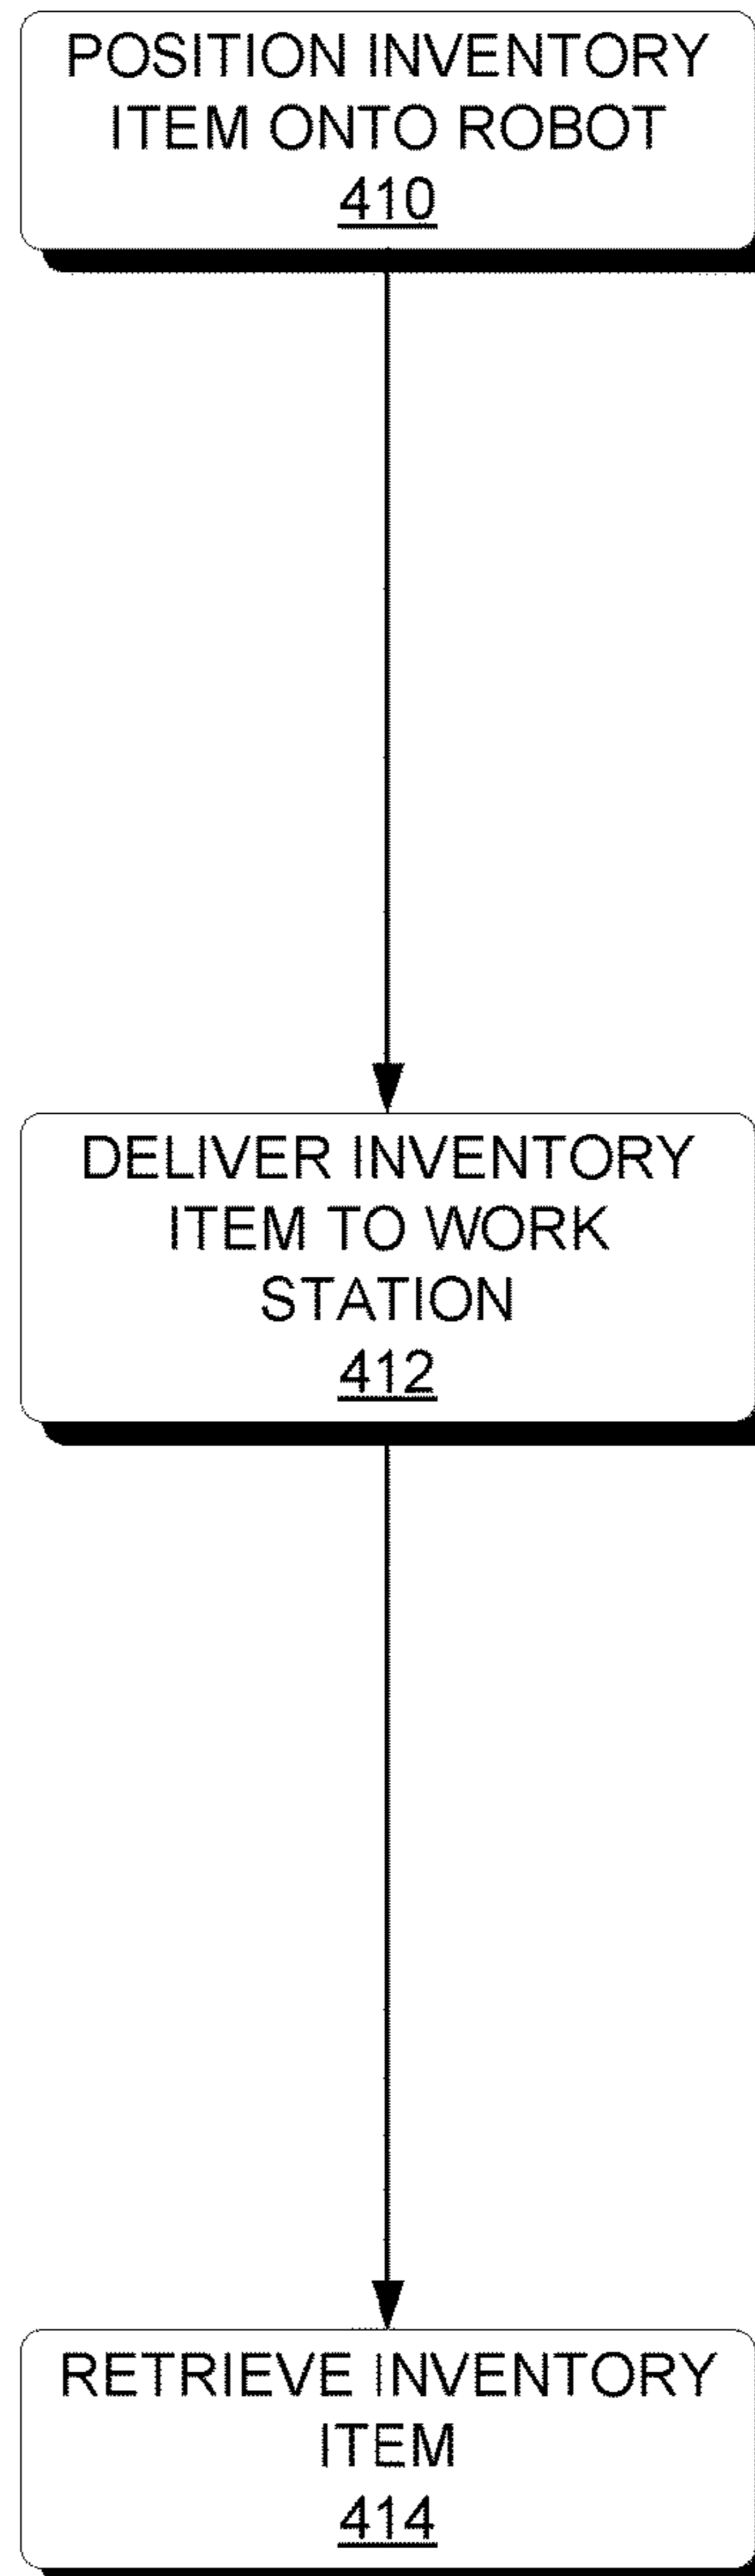 POSITION INVENTORY
ITEM ONTO ROBOT
410
DELIVER INVENTORY
ITEM TO WORK
STATION
412
RETRIEVE INVENTORY
ITEM
414